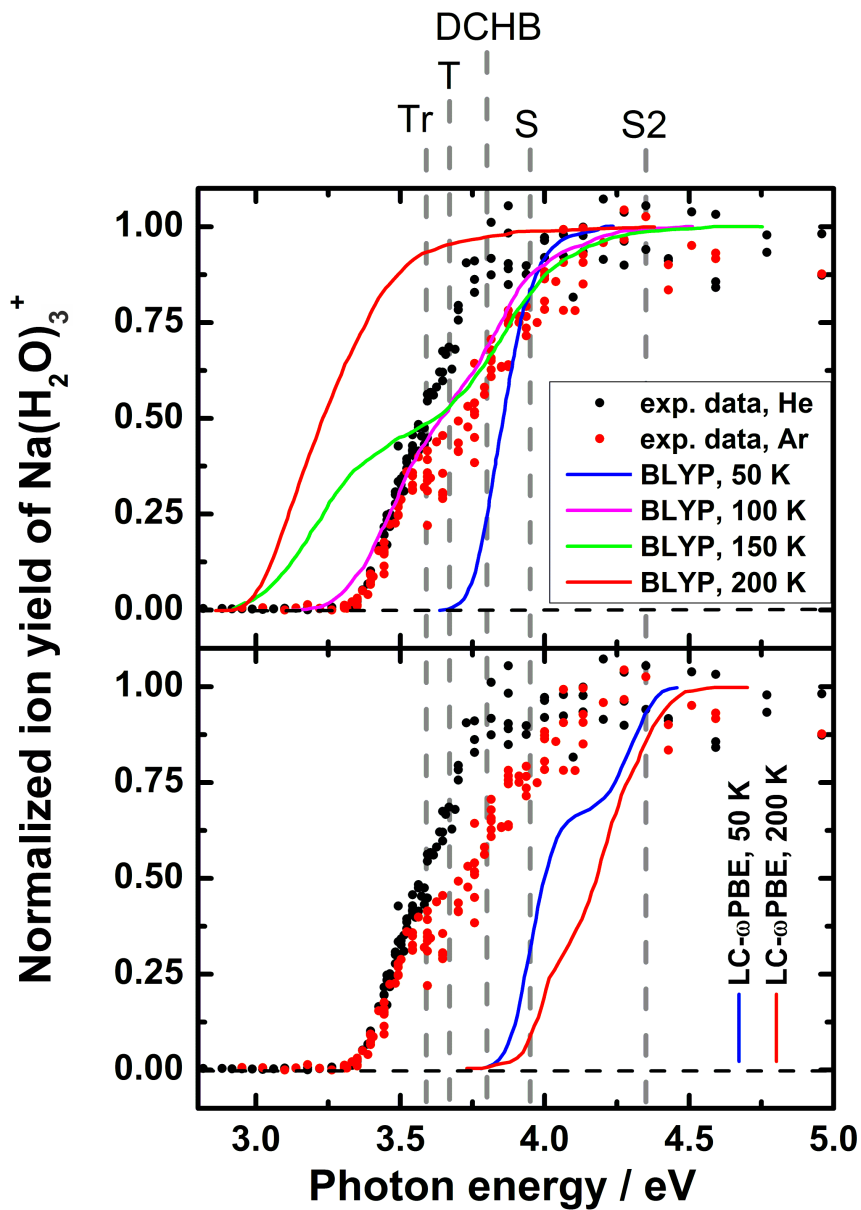 DCHB
T
Tr S S2
1.00
0.75
0.50
0.25
0.00
exp. data, He
exp. data, Ar
BLYP, 50 K
BLYP, 100 K
BLYP, 150 K
BLYP, 200 K
1.00
0.75
0.50
0.25
0.00
LC-ωPBE, 50 K
LC-ωPBE, 200 K
3.0 3.5 4.0 4.5 5.0
Photon energy / eV
Normalized ion yield of Na(H₂O)₃⁺